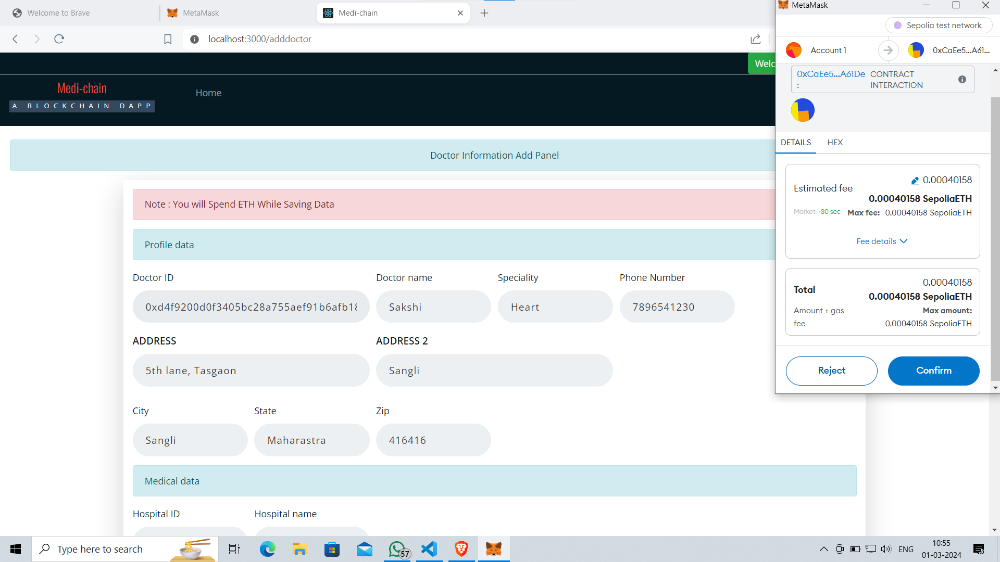 Welcome to Brave
MetaMask
Medi-chain
localhost:3000/adddoctor
Welc
Medi-chain
A BLOCKCHAIN DAPP
Home
Doctor Information Add Panel
Note : You will Spend ETH While Saving Data
Profile data
Doctor ID
Doctor name
Speciality
Phone Number
0xd4f9200d0f3405bc28a755aef91b6afb18
Sakshi
Heart
7896541230
ADDRESS
ADDRESS 2
5th lane, Tasgaon
Sangli
City
State
Zip
Sangli
Maharastra
416416
Medical data
Hospital ID
Hospital name
MetaMask
Sepolia test network
Account 1
0xCaEe5...A61...
0xCaEe5...A61De
:
CONTRACT
INTERACTION
DETAILS
HEX
Estimated fee
0.00040158
0.00040158 SepoliaETH
Market ~30 sec
Max fee: 0.00040158 SepoliaETH
Fee details
Total
0.00040158
0.00040158 SepoliaETH
Amount + gas
fee
Max amount:
0.00040158 SepoliaETH
Reject
Confirm
Type here to search
57
ENG
10:55
01-03-2024